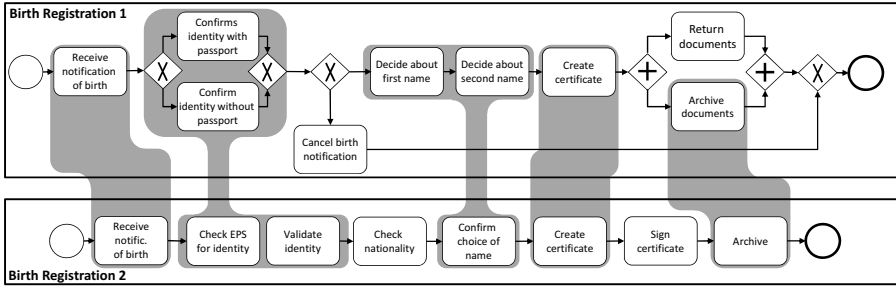 Birth Registration 1
Receive
notification
of birth
Confirms
identity with
passport
Confirm
identity without
passport
Cancel birth
notification
Decide about
first name
Decide about
second name
Create
certificate
Return
documents
Archive
documents
Receive
notific.
of birth
Check EPS
for identity
Validate
identity
Check
nationality
Confirm
choice of
name
Create
certificate
Sign
certificate
Archive
Birth Registration 2